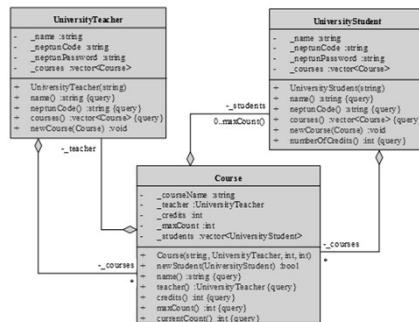 UniversityTeacher
- _name :string
- _neptunCode :string
- _neptunPassword :string
- _courses :vector<Course>
+ UniversityTeacher(string)
+ name() :string {query}
+ neptunCode() :string {query}
+ courses() :vector<Course> {query}
+ newCourse(Course) :void
UniversityStudent
- _name :string
- _neptunCode :string
- _neptunPassword :string
- _courses :vector<Course>
+ UniversityStudent(string)
+ name() :string {query}
+ neptunCode() :string {query}
+ courses() :vector<Course> {query}
+ newCourse(Course) :void
+ numberOfCredits() :int {query}
-_students
0..maxCount()
-_teacher
Course
- _courseName :string
- _teacher :UniversityTeacher
- _credits :int
- _maxCount :int
- _students :vector<UniversityStudent>
+ Course(string, UniversityTeacher, int, int)
+ newStudent(UniversityStudent) :bool
+ name() :string {query}
+ teacher() :UniversityTeacher {query}
+ credits() :int {query}
+ maxCount() :int {query}
+ currentCount() :int {query}
-_courses
*
-_courses
*